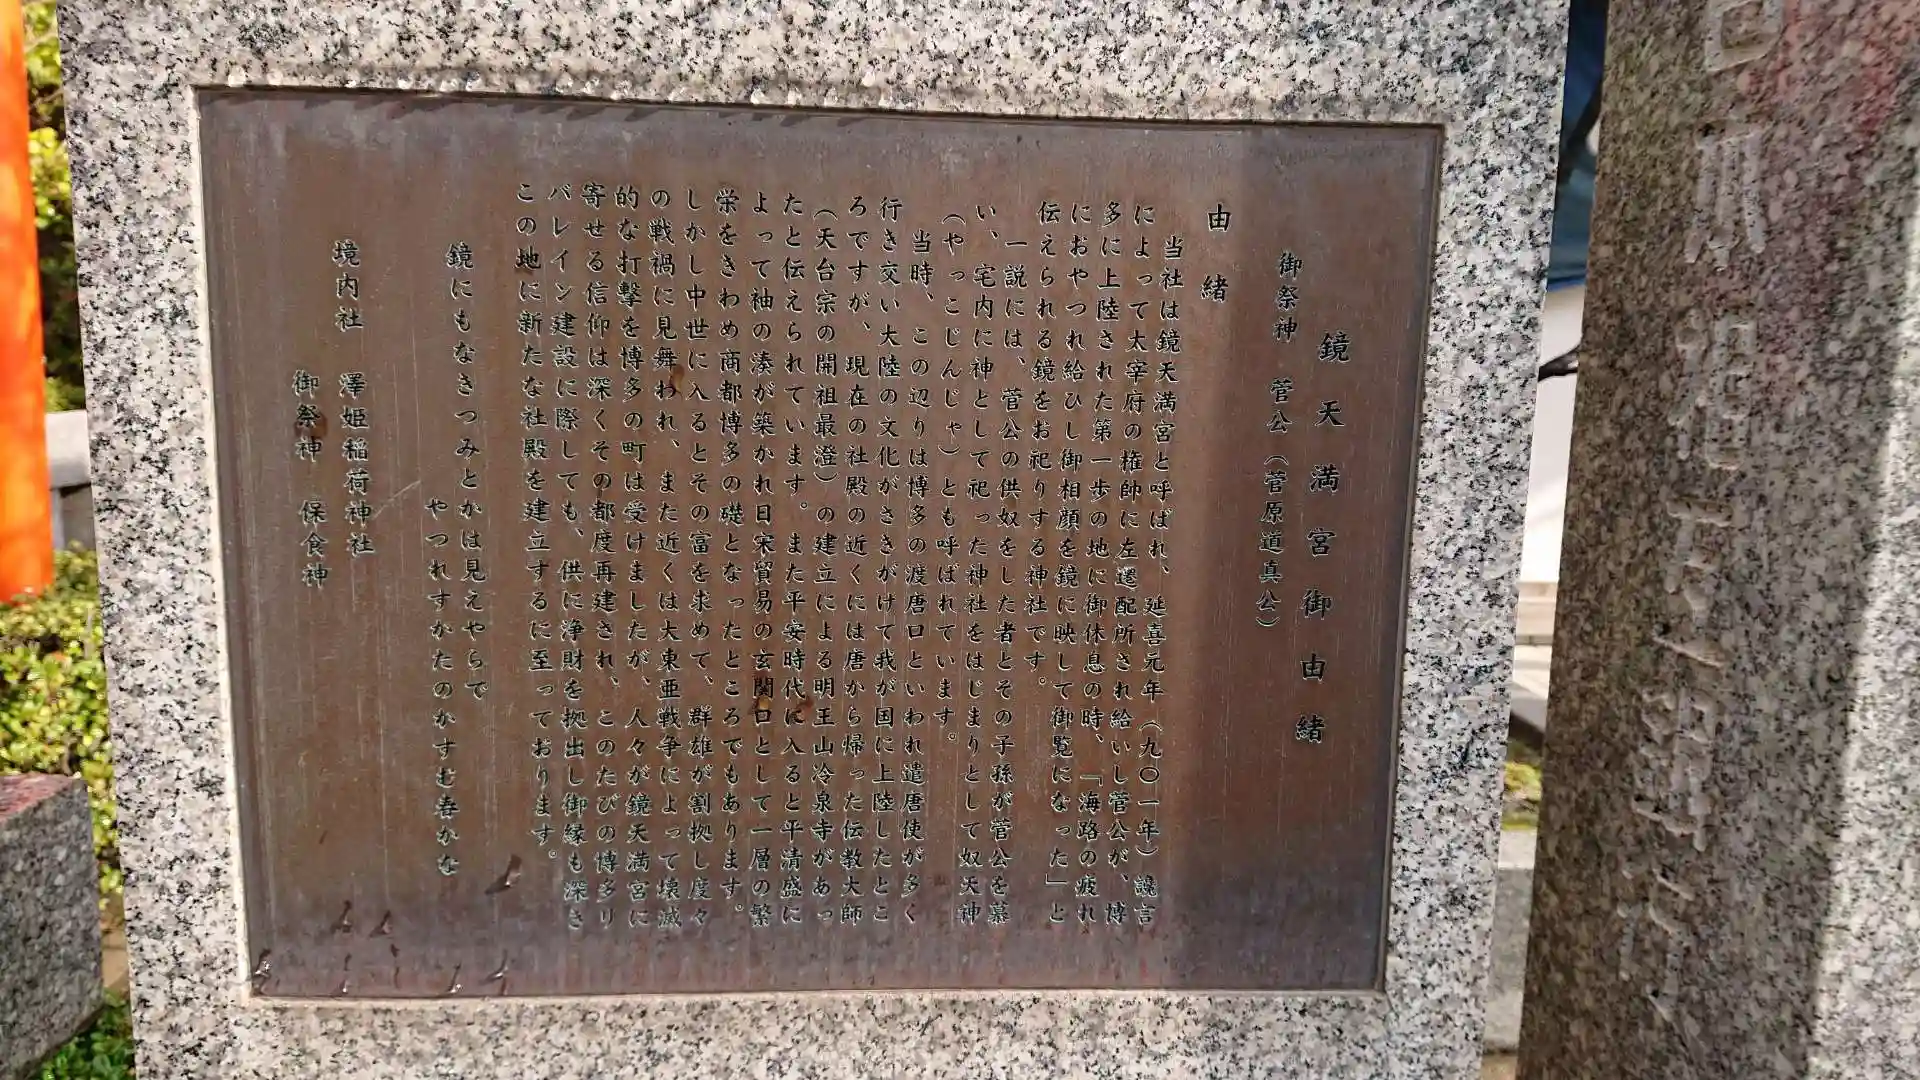 鏡天満宮御由緒
御祭神　菅公（菅原道真公）
由緒
当社は鏡天満宮と呼ばれ、延喜元年（九〇一年）讒言
によって太宰府の権帥に左遷配所され給いし菅公が、博
多に上陸された第一歩の地に御休息の時、「海路の疲れ
におやつれ給ひし御相顔を鏡に映して御覧になった」と
伝えられる鏡をお祀りする神社です。
一説には、菅公の供奴をした者とその子孫が菅公を慕
い、宅内に神として祀った神社をはじまりとして奴天神
（やっこじんじゃ）とも呼ばれています。
当時、この辺りは博多の渡唐口といわれ遣唐使が多く
行き交い大陸の文化がさきがけて我が国に上陸したとこ
ろですが、現在の社殿の近くには唐から帰った伝教大師
（天台宗の開祖最澄）の建立による明王山冷泉寺があっ
たと伝えられています。また平安時代に入ると平清盛に
よって袖の湊が築かれ日宋貿易の玄関口として一層の繁
栄をきわめ商都博多の礎となったところでもあります。
しかし中世に入るとその富を求めて、群雄が割拠し度々
の戦禍に見舞われ、また近くは大東亜戦争によって壊滅
的な打撃を博多の町は受けましたが、人々が鏡天満宮に
寄せる信仰は深くその都度再建され、このたびの博多リ
バレイン建設に際しても、供に浄財を拠出し御縁も深き
この地に新たな社殿を建立するに至っております。
鏡にもなきつみとかは見えやらで
やつれすかたのかすむ春かな
境内社　澤姫稲荷神社
御祭神　保食神